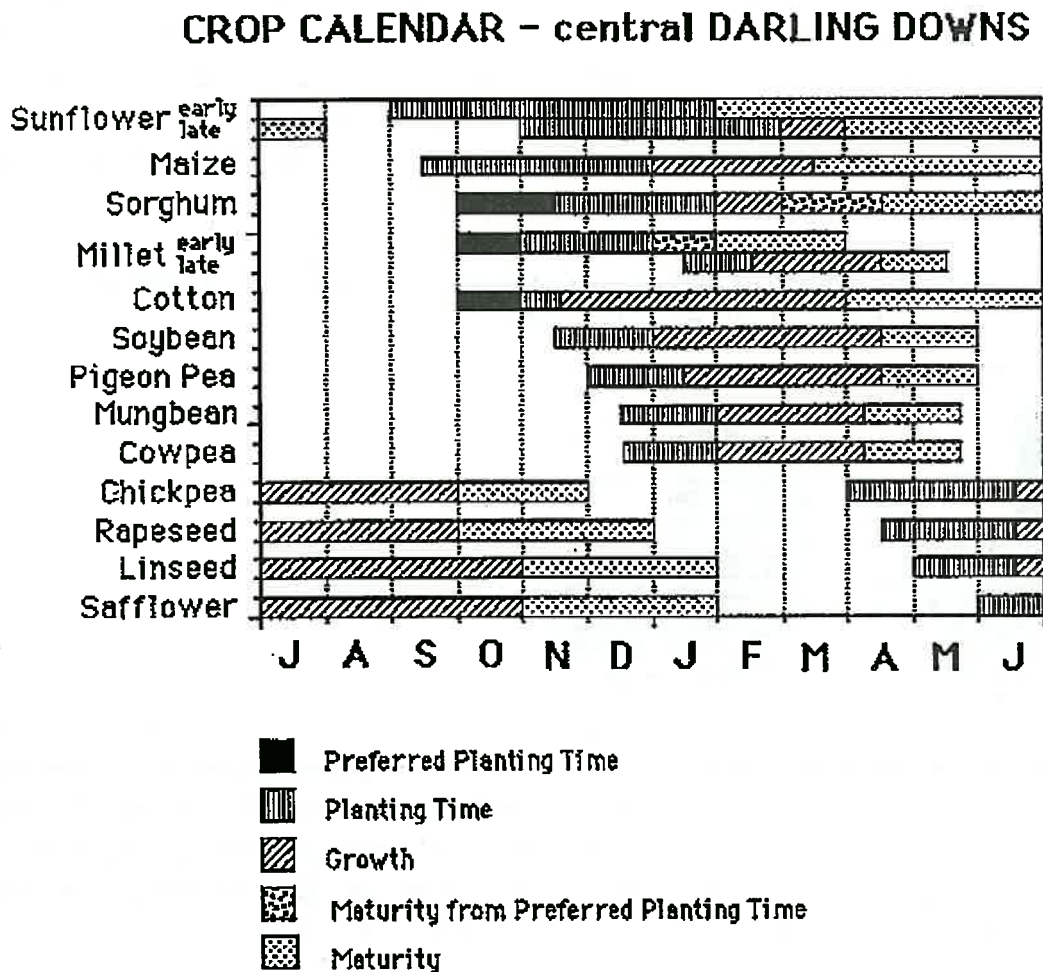 CROP CALENDAR - central DARLING DOWNS
Sunflower early
late
Maize
Sorghum
Millet early
late
Cotton
Soybean
Pigeon Pea
Mungbean
Cowpea
Chickpea
Rapeseed
Linseed
Safflower
J A S O N D J F M A M J
Preferred Planting Time
Planting Time
Growth
Maturity from Preferred Planting Time
Maturity